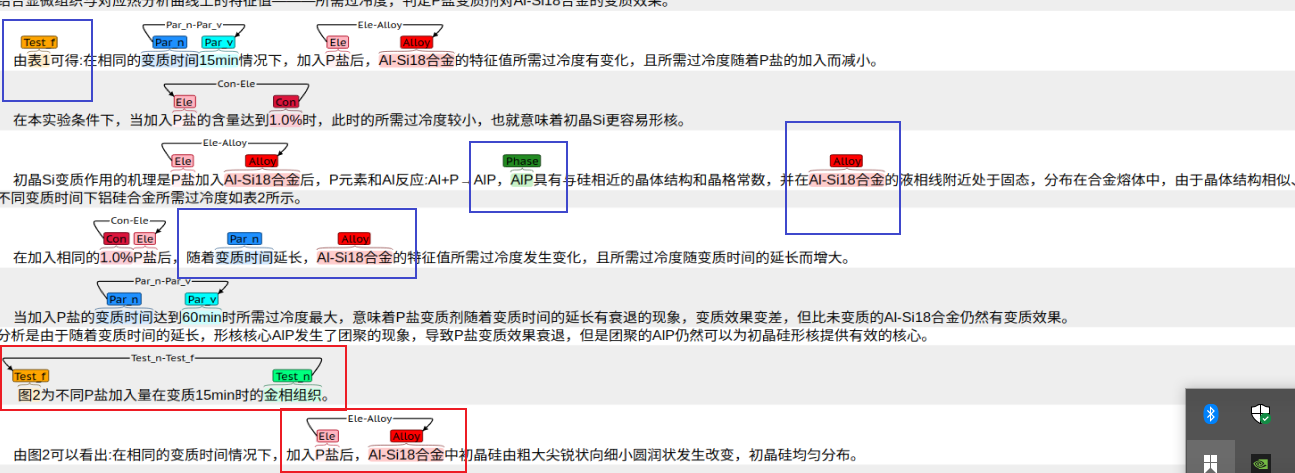 结合显微组织与对应热分析曲线上的特征值———所需过冷度，判定P盐变质剂对Al-Si18合金的变质效果。
Par_n-Par_v Ele-Alloy
Test_f Par_n Par_v Ele Alloy
由表1可得:在相同的变质时间15min情况下，加入P盐后，Al-Si18合金的特征值所需过冷度有变化，且所需过冷度随着P盐的加入而减小。
Con-Ele
Ele Con
在本实验条件下，当加入P盐的含量达到1.0%时，此时的所需过冷度较小，也就意味着初晶Si更容易形核。
Ele-Alloy
Ele Alloy Phase Alloy
初晶Si变质作用的机理是P盐加入Al-Si18合金后，P元素和Al反应:Al+P→AlP，AlP具有与硅相近的晶体结构和晶格常数，并在Al-Si18合金的液相线附近处于固态，分布在合金熔体中，由于晶体结构相似、
不同变质时间下铝硅合金所需过冷度如表2所示。
Con-Ele
Con Ele Par_n Alloy
在加入相同的1.0%P盐后，随着变质时间延长，Al-Si18合金的特征值所需过冷度发生变化，且所需过冷度随变质时间的延长而增大。
Par_n-Par_v
Par_n Par_v
当加入P盐的变质时间达到60min时所需过冷度最大，意味着P盐变质剂随着变质时间的延长有衰退的现象，变质效果变差，但比未变质的Al-Si18合金仍然有变质效果。
分析是由于随着变质时间的延长，形核核心AlP发生了团聚的现象，导致P盐变质效果衰退，但是团聚的AlP仍然可以为初晶硅形核提供有效的核心。
Test_n-Test_f
Test_f Test_n
图2为不同P盐加入量在变质15min时的金相组织。
Ele-Alloy
Ele Alloy
由图2可以看出:在相同的变质时间情况下，加入P盐后，Al-Si18合金中初晶硅由粗大尖锐状向细小圆润状发生改变，初晶硅均匀分布。